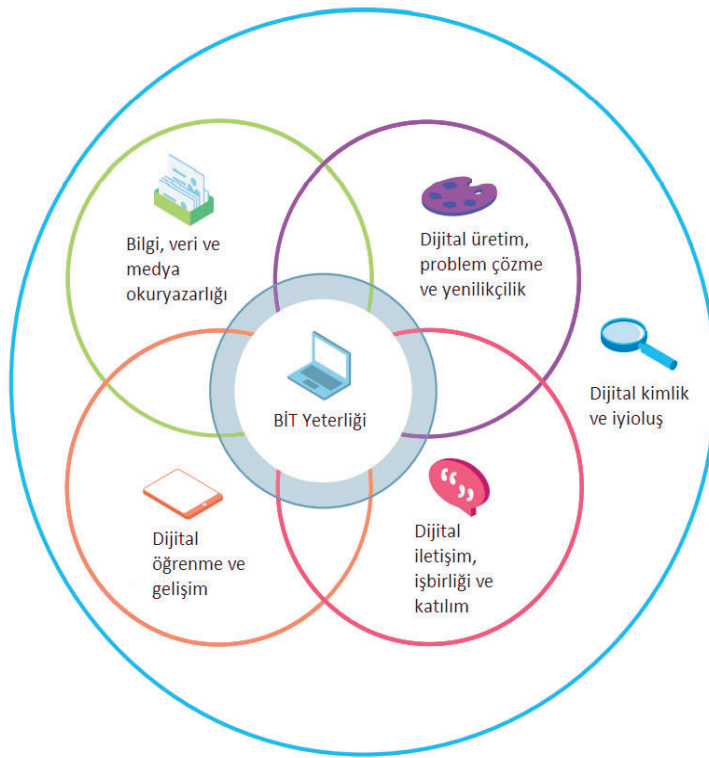 Bilgi, veri ve
medya
okuryazarlığı
Dijital üretim,
problem çözme
ve yenilikçilik
Dijital kimlik
ve iyioluş
BİT Yeterliği
Dijital
öğrenme ve
gelişim
Dijital
iletişim,
işbirliği ve
katılım